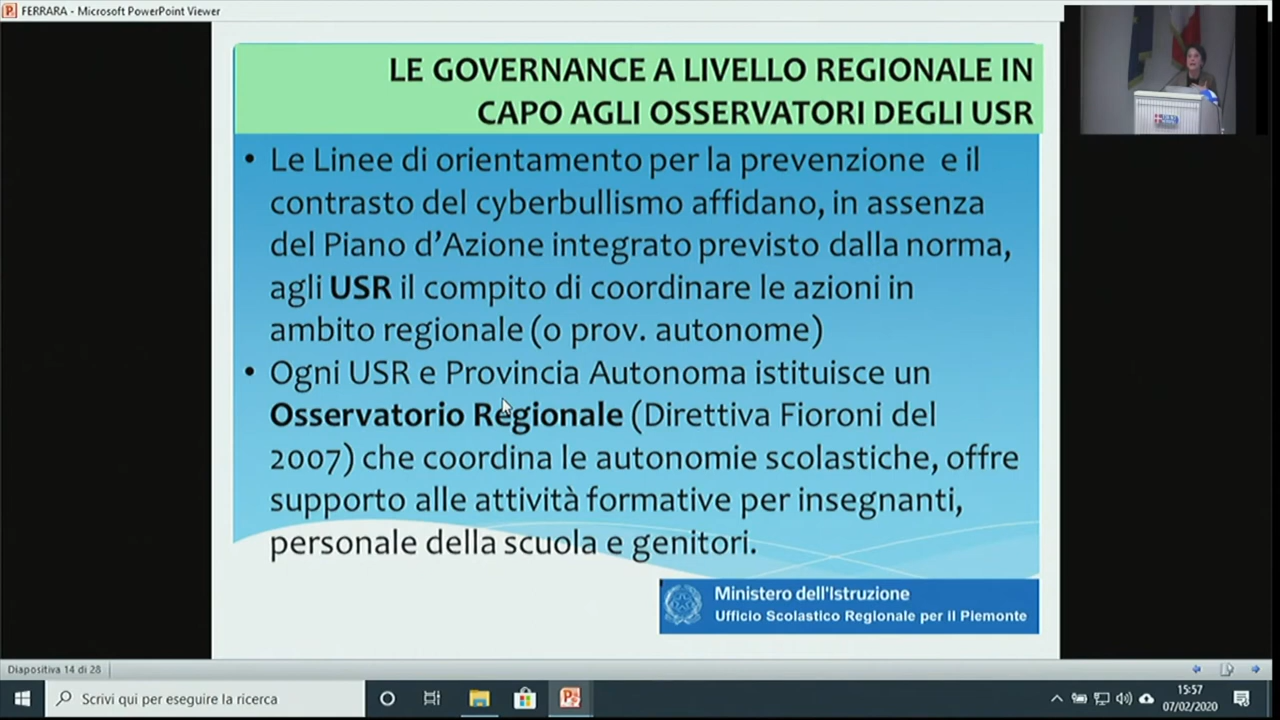 FERRARA - Microsoft PowerPoint Viewer
LE GOVERNANCE A LIVELLO REGIONALE IN
CAPO AGLI OSSERVATORI DEGLI USR
• Le Linee di orientamento per la prevenzione e il
contrasto del cyberbullismo affidano, in assenza
del Piano d'Azione integrato previsto dalla norma,
agli USR il compito di coordinare le azioni in
ambito regionale (o prov. autonome)
• Ogni USR e Provincia Autonoma istituisce un
Osservatorio Regionale (Direttiva Fioroni del
2007) che coordina le autonomie scolastiche, offre
supporto alle attività formative per insegnanti,
personale della scuola e genitori.
Ministero dell'Istruzione
Ufficio Scolastico Regionale per il Piemonte
Diapositiva 14 di 28
Scrivi qui per eseguire la ricerca
15:57
07/02/2020